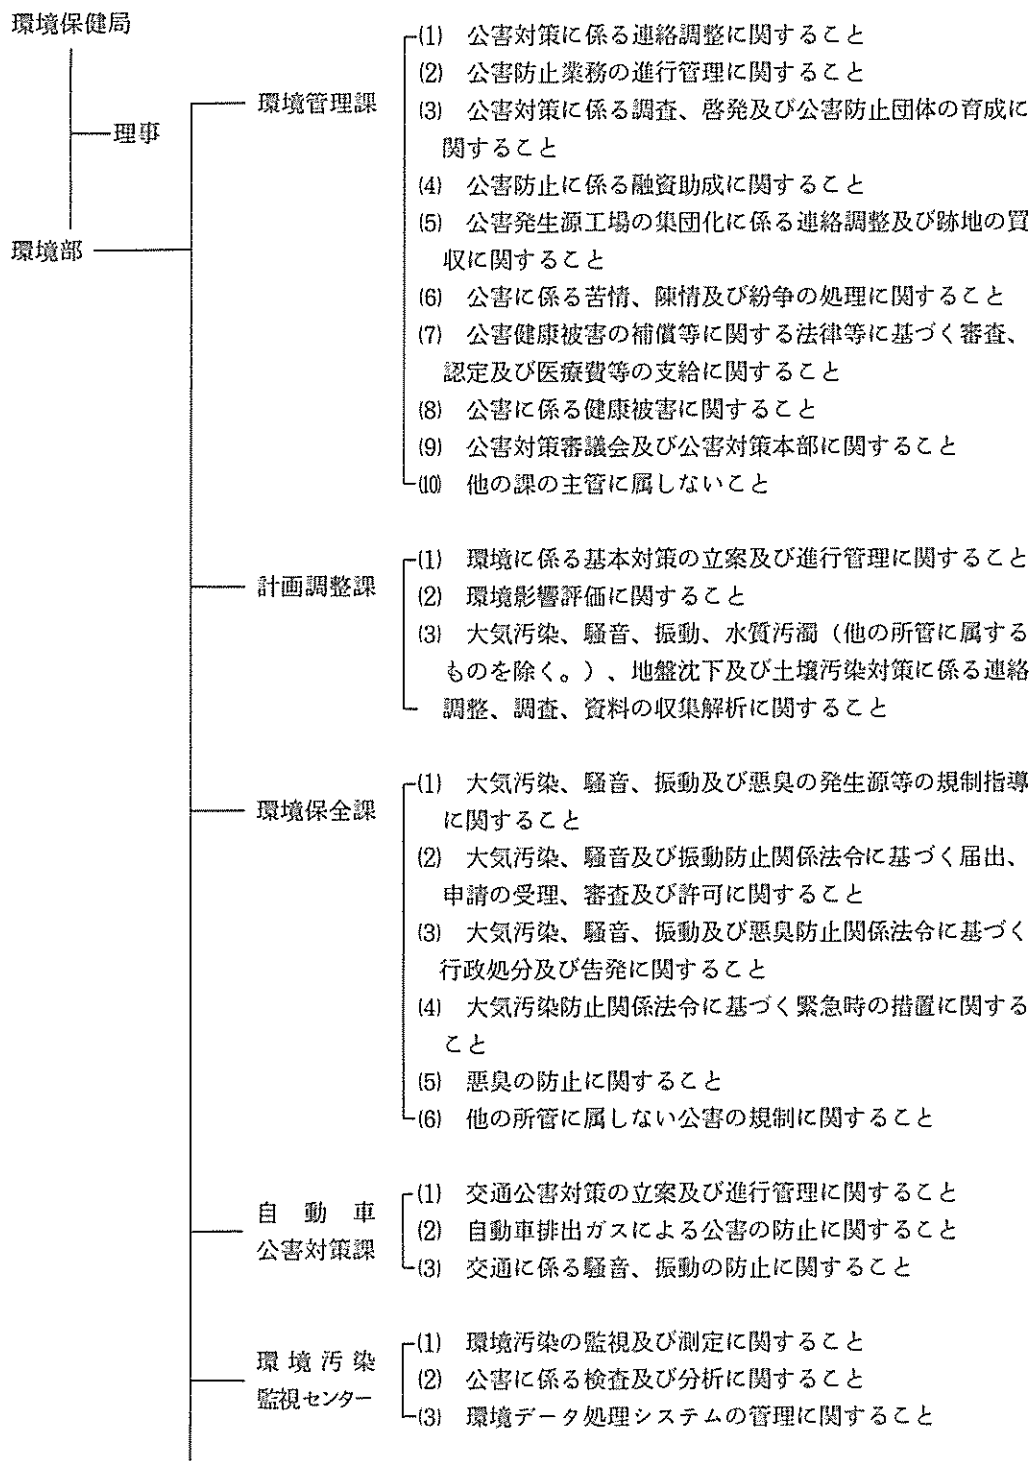 環境保健局
理事
環境部
環境管理課
(1) 公害対策に係る連絡調整に関すること
(2) 公害防止業務の進行管理に関すること
(3) 公害対策に係る調査、啓発及び公害防止団体の育成に
関すること
(4) 公害防止に係る融資助成に関すること
(5) 公害発生源工場の集団化に係る連絡調整及び跡地の買
収に関すること
(6) 公害に係る苦情、陳情及び紛争の処理に関すること
(7) 公害健康被害の補償等に関する法律等に基づく審査、
認定及び医療費等の支給に関すること
(8) 公害に係る健康被害に関すること
(9) 公害対策審議会及び公害対策本部に関すること
(10) 他の課の主管に属しないこと
計画調整課
(1) 環境に係る基本対策の立案及び進行管理に関すること
(2) 環境影響評価に関すること
(3) 大気汚染、騒音、振動、水質汚濁（他の所管に属する
ものを除く。）、地盤沈下及び土壌汚染対策に係る連絡
調整、調査、資料の収集解析に関すること
環境保全課
(1) 大気汚染、騒音、振動及び悪臭の発生源等の規制指導
に関すること
(2) 大気汚染、騒音及び振動防止関係法令に基づく届出、
申請の受理、審査及び許可に関すること
(3) 大気汚染、騒音、振動及び悪臭防止関係法令に基づく
行政処分及び告発に関すること
(4) 大気汚染防止関係法令に基づく緊急時の措置に関する
こと
(5) 悪臭の防止に関すること
(6) 他の所管に属しない公害の規制に関すること
自動車
公害対策課
(1) 交通公害対策の立案及び進行管理に関すること
(2) 自動車排出ガスによる公害の防止に関すること
(3) 交通に係る騒音、振動の防止に関すること
環境汚染
監視センター
(1) 環境汚染の監視及び測定に関すること
(2) 公害に係る検査及び分析に関すること
(3) 環境データ処理システムの管理に関すること